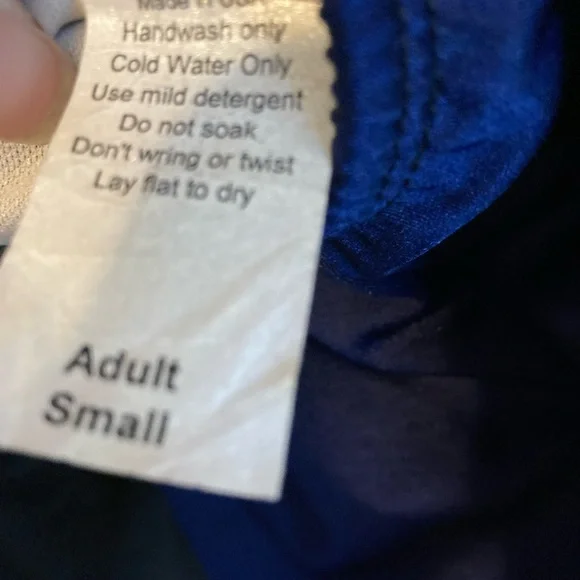 Made
Handwash only
Cold Water Only
Use mild detergent
Do not soak
Don't wring or twist
Lay flat to dry
Adult
Small